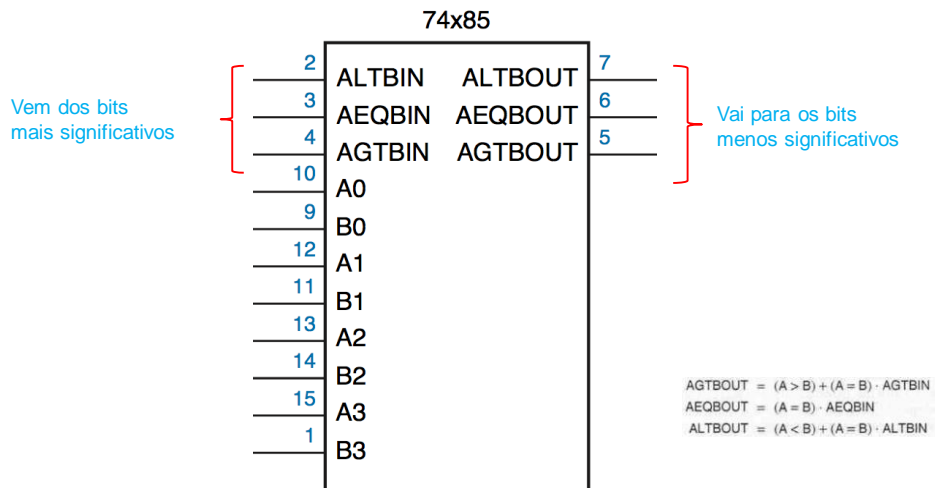 74x85
2 ALTBIN ALTBOUT 7
3 AEQBIN AEQBOUT 6
4 AGTBIN AGTBOUT 5
Vem dos bits
mais significativos
Vai para os bits
menos significativos
10 A0
9 B0
12 A1
11 B1
13 A2
14 B2
15 A3
1 B3
AGTBOUT = (A > B) + (A = B) · AGTBIN
AEQBOUT = (A = B) · AEQBIN
ALTBOUT = (A < B) + (A = B) · ALTBIN